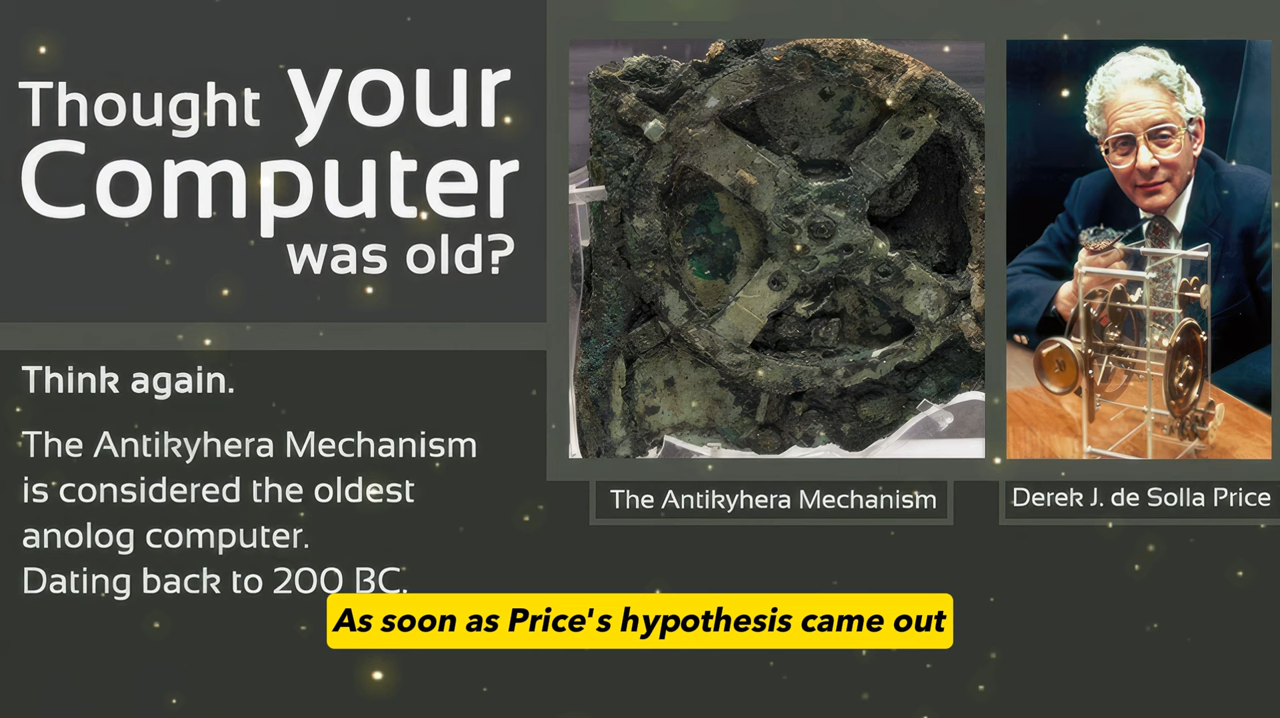 Thought your
Computer
was old?
Think again.
The Antikyhera Mechanism
is considered the oldest
anolog computer.
Dating back to 200 BC.
The Antikyhera Mechanism
Derek J. de Solla Price
As soon as Price's hypothesis came out